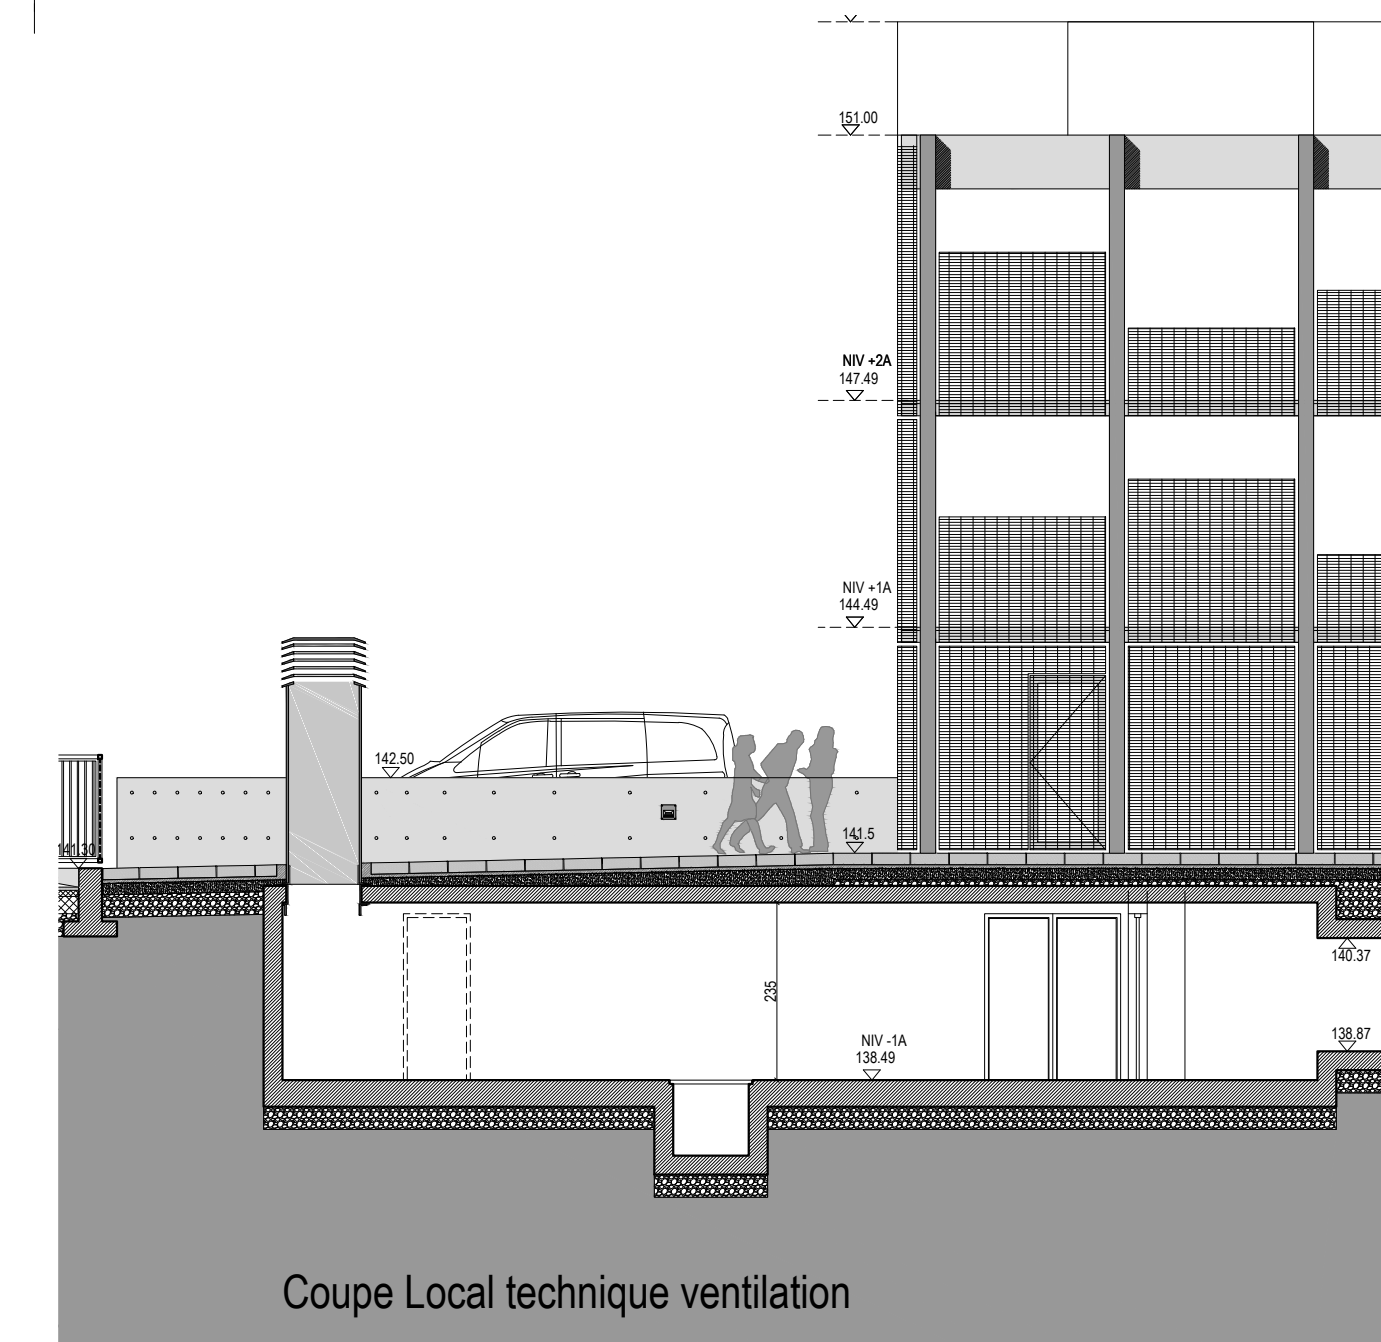 151.00
NIV +2A
147.49
NIV +1A
144.49
142.50
141.5
141.30
140.37
235
138.87
NIV -1A
138.49
Coupe Local technique ventilation